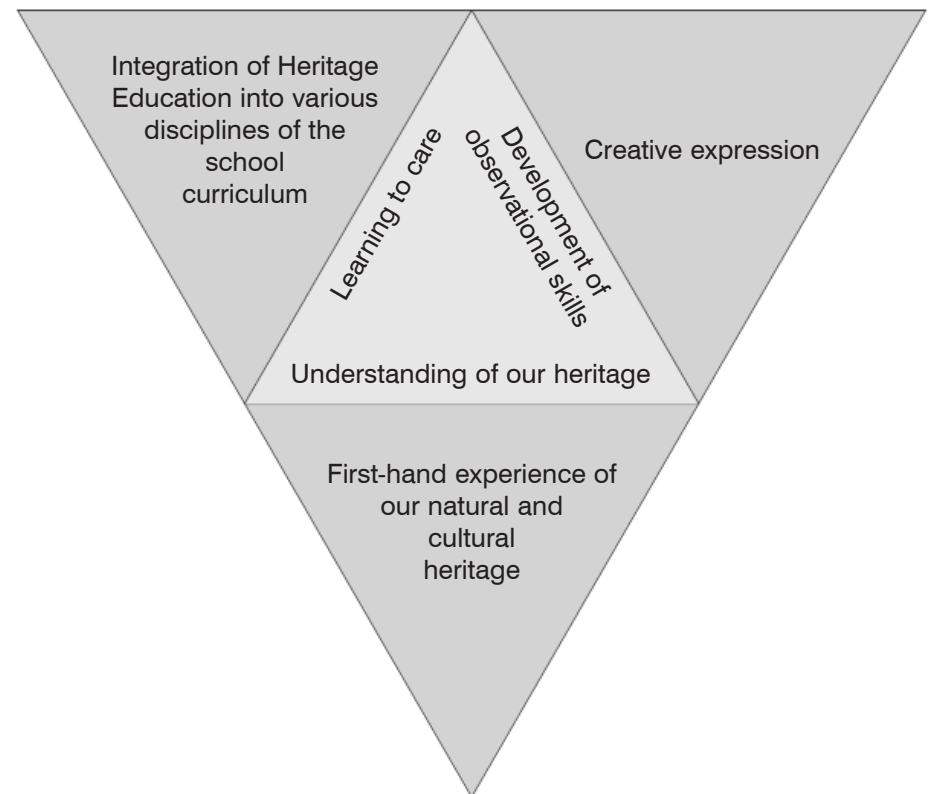 Integration of Heritage
Education into various
disciplines of the
school
curriculum
Learning to care
Development of
observational skills
Creative expression
Understanding of our heritage
First-hand experience of
our natural and
cultural
heritage